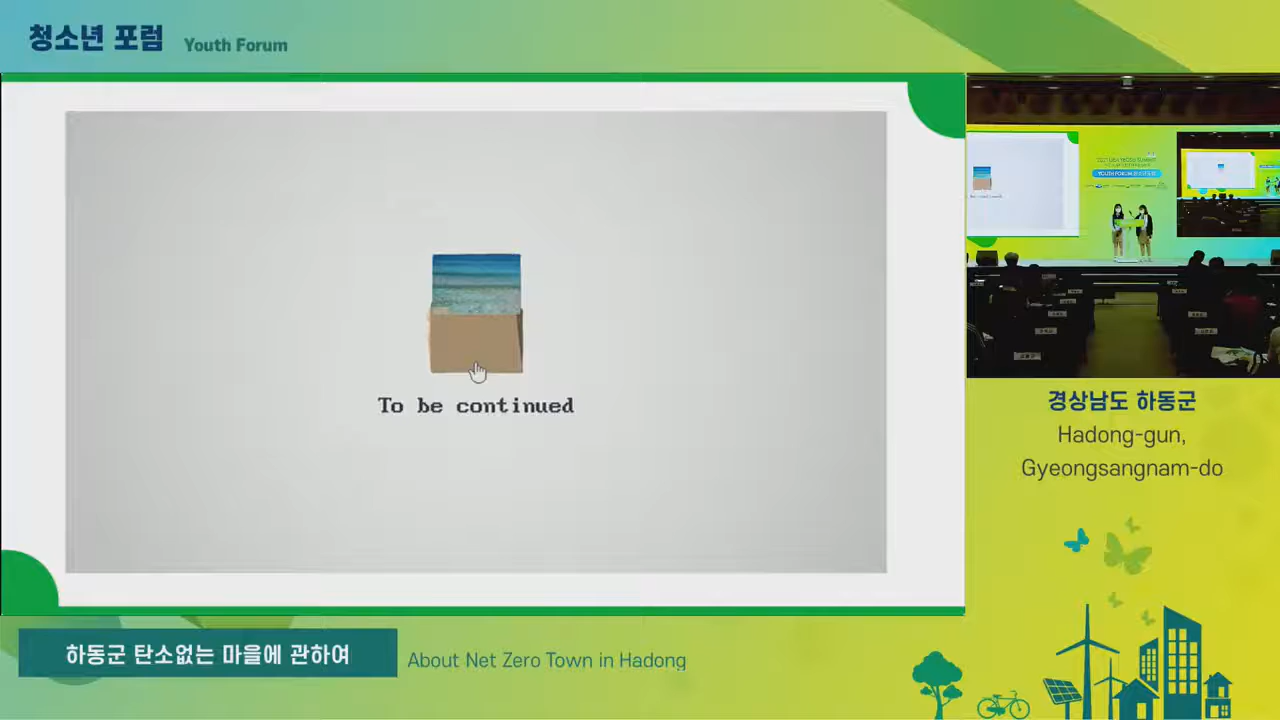 청소년 포럼 Youth Forum
To be continued
YOUTH FORUM
경상남도 하동군
Hadong-gun,
Gyeongsangnam-do
하동군 탄소없는 마을에 관하여
About Net Zero Town in Hadong